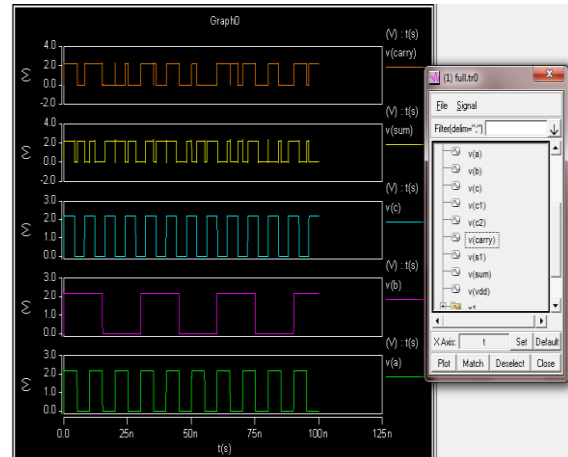 Graph0
(V) : t(s)
v(carry)
4.0
2.0
0.0
-2.0
(V)
(V) : t(s)
v(sum)
4.0
2.0
0.0
-2.0
(V)
(V) : t(s)
v(c)
3.0
2.0
1.0
0.0
(V)
(V) : t(s)
v(b)
3.0
2.0
1.0
0.0
(V)
(V) : t(s)
v(a)
3.0
2.0
1.0
0.0
(V)
0.0 25n 50n 75n 100n 125n
t(s)
(1) full.tr0
File Signal
Filter(delim=";")
v(a)
v(b)
v(c)
v(c1)
v(c2)
v(carry)
v(s1)
v(sum)
v(vdd)
X Axis: t Set Default
Plot Match Deselect Close